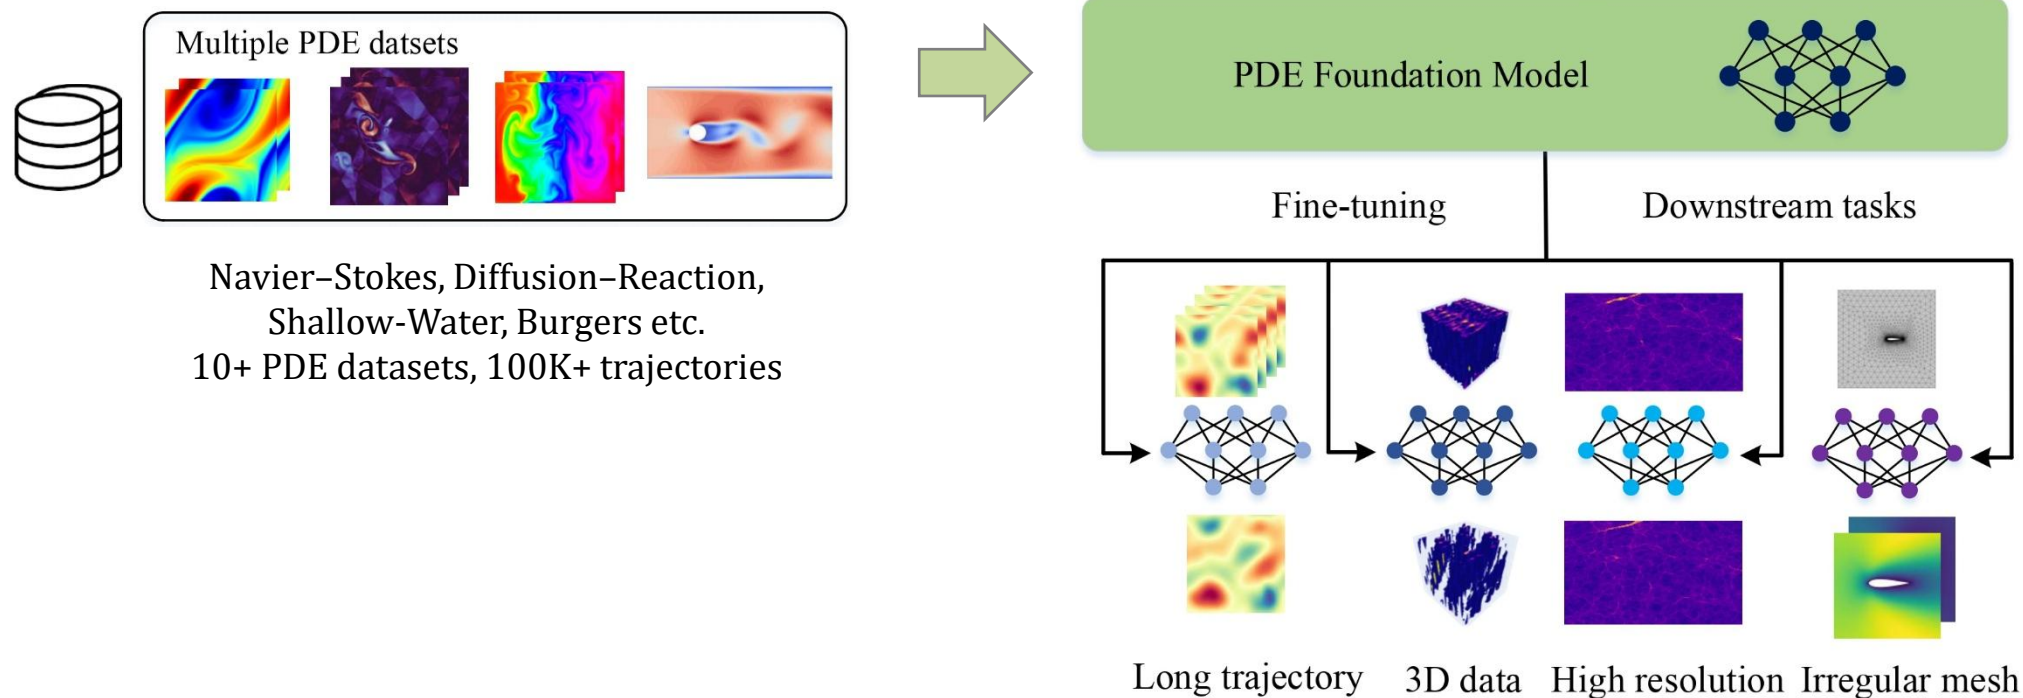 Multiple PDE datsets
Navier–Stokes, Diffusion–Reaction,
Shallow-Water, Burgers etc.
10+ PDE datasets, 100K+ trajectories
PDE Foundation Model
Fine-tuning
Downstream tasks
Long trajectory
3D data
High resolution
Irregular mesh